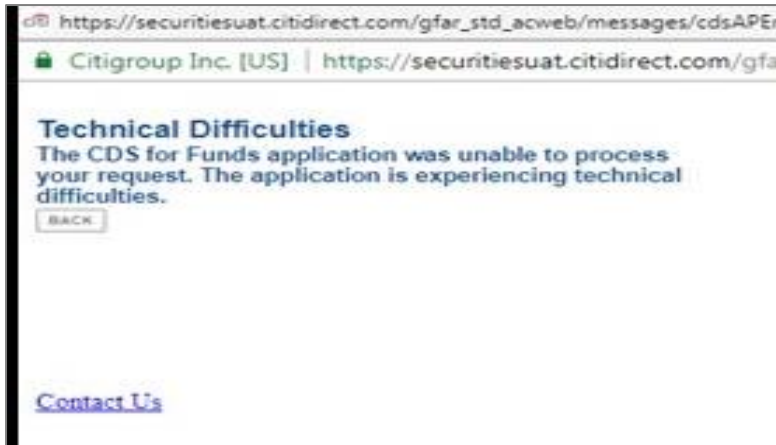 https://securitiesuat.citidirect.com/gfar_std_acweb/messages/cdsAPE
Citigroup Inc. [US] | https://securitiesuat.citidirect.com/gfa
Technical Difficulties
The CDS for Funds application was unable to process
your request. The application is experiencing technical
difficulties.
BACK
Contact Us